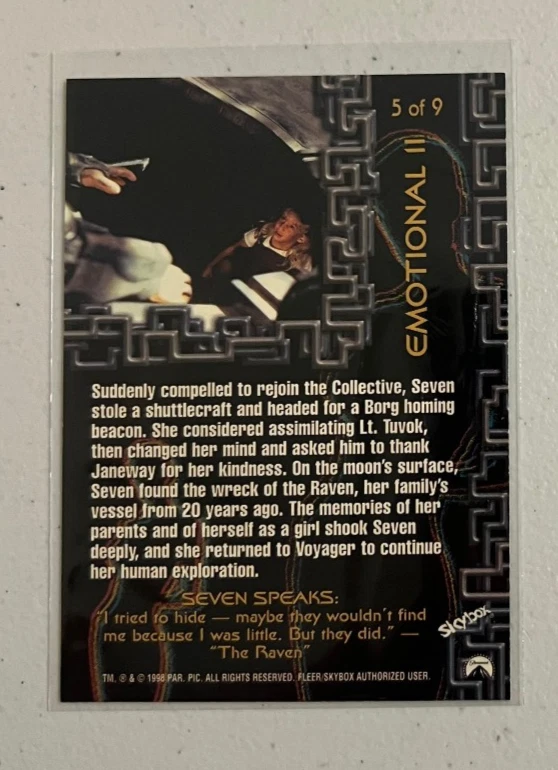 5 of 9
EMOTIONAL II
Suddenly compelled to rejoin the Collective, Seven
stole a shuttlecraft and headed for a Borg homing
beacon. She considered assimilating Lt. Tuvok,
then changed her mind and asked him to thank
Janeway for her kindness. On the moon's surface,
Seven found the wreck of the Raven, her family's
vessel from 20 years ago. The memories of her
parents and of herself as a girl shook Seven
deeply, and she returned to Voyager to continue
her human exploration.
SEVEN SPEAKS:
"I tried to hide — maybe they wouldn't find
me because I was little. But they did." —
"The Raven"
Skybox
TM, ® & © 1998 PAR. PIC. ALL RIGHTS RESERVED. FLEER/SKYBOX AUTHORIZED USER.
Paramount